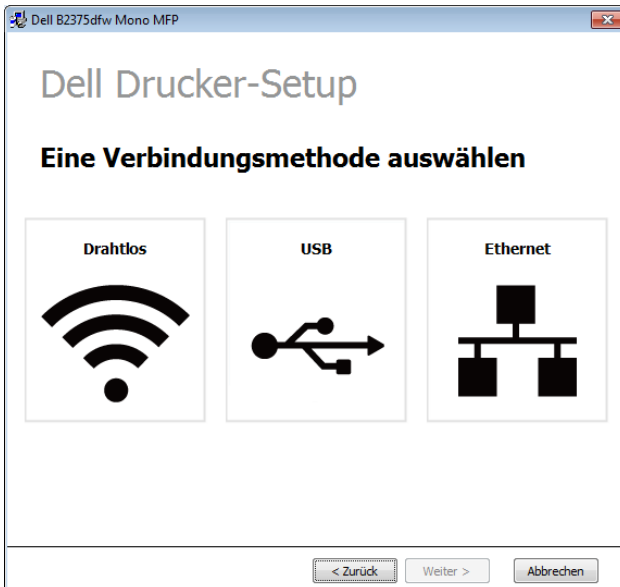 Dell B2375dfw Mono MFP
Dell Drucker-Setup
Eine Verbindungsmethode auswählen
Drahtlos USB Ethernet
< Zurück Weiter > Abbrechen